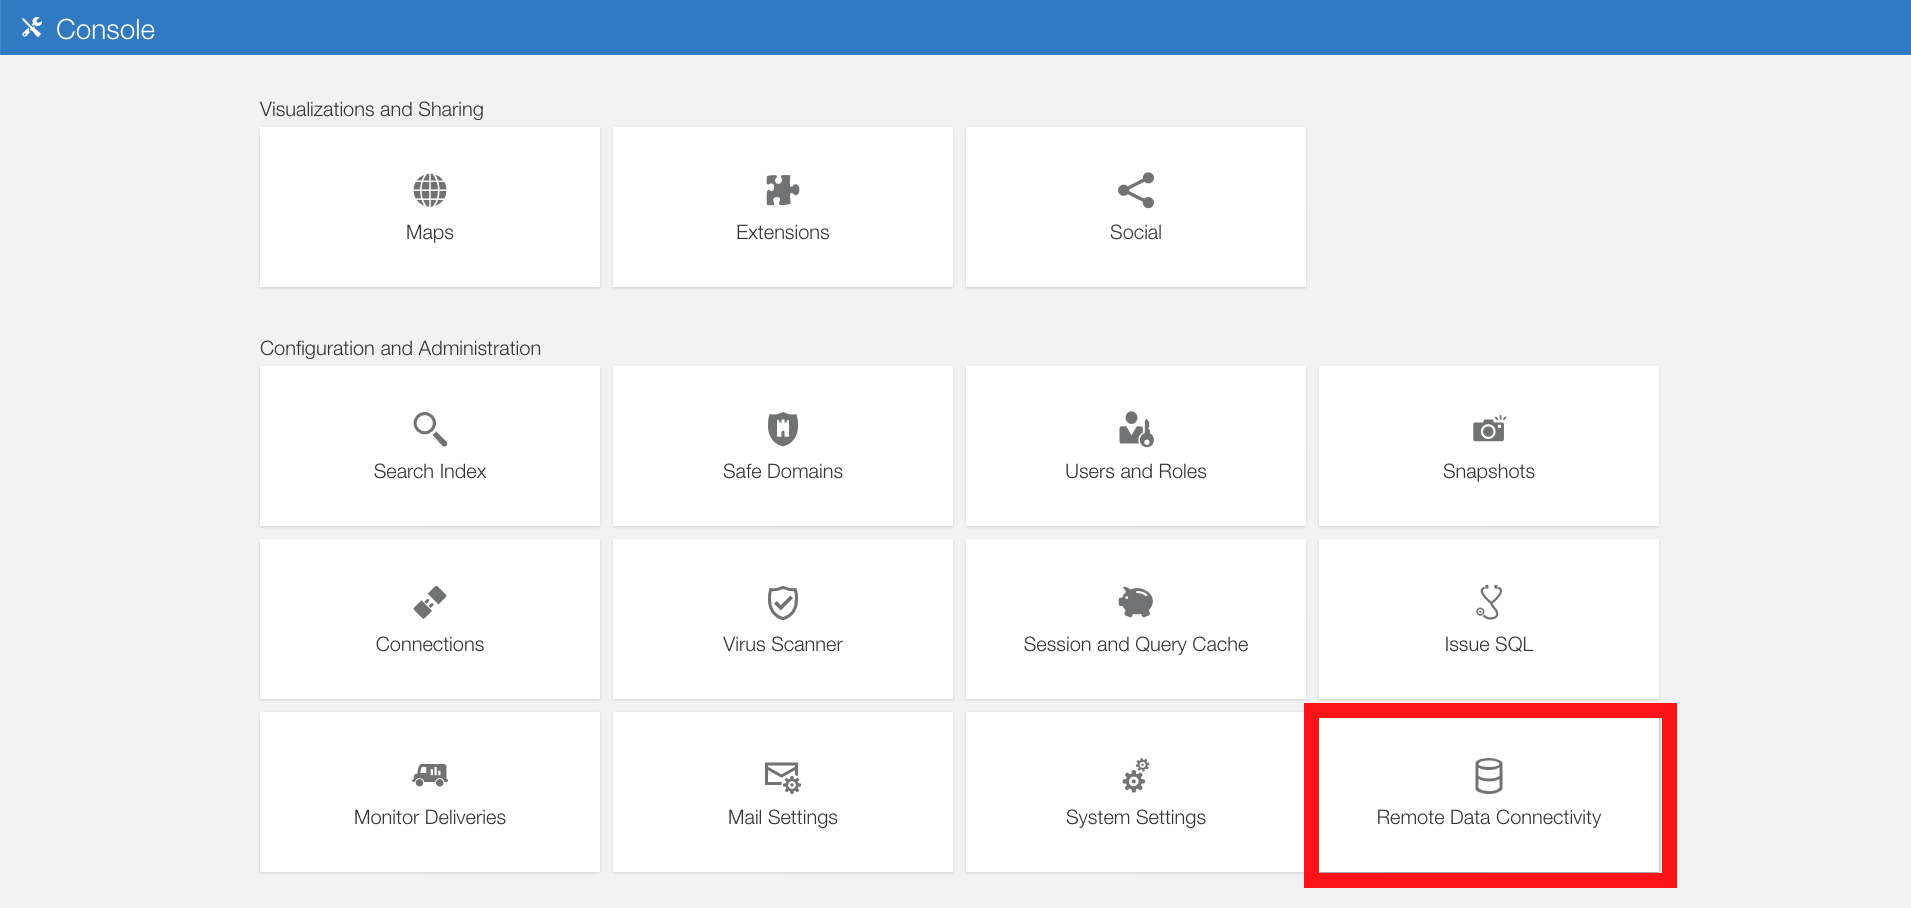 Console
Visualizations and Sharing
Maps
Extensions
Social
Configuration and Administration
Search Index
Safe Domains
Users and Roles
Snapshots
Connections
Virus Scanner
Session and Query Cache
Issue SQL
Monitor Deliveries
Mail Settings
System Settings
Remote Data Connectivity